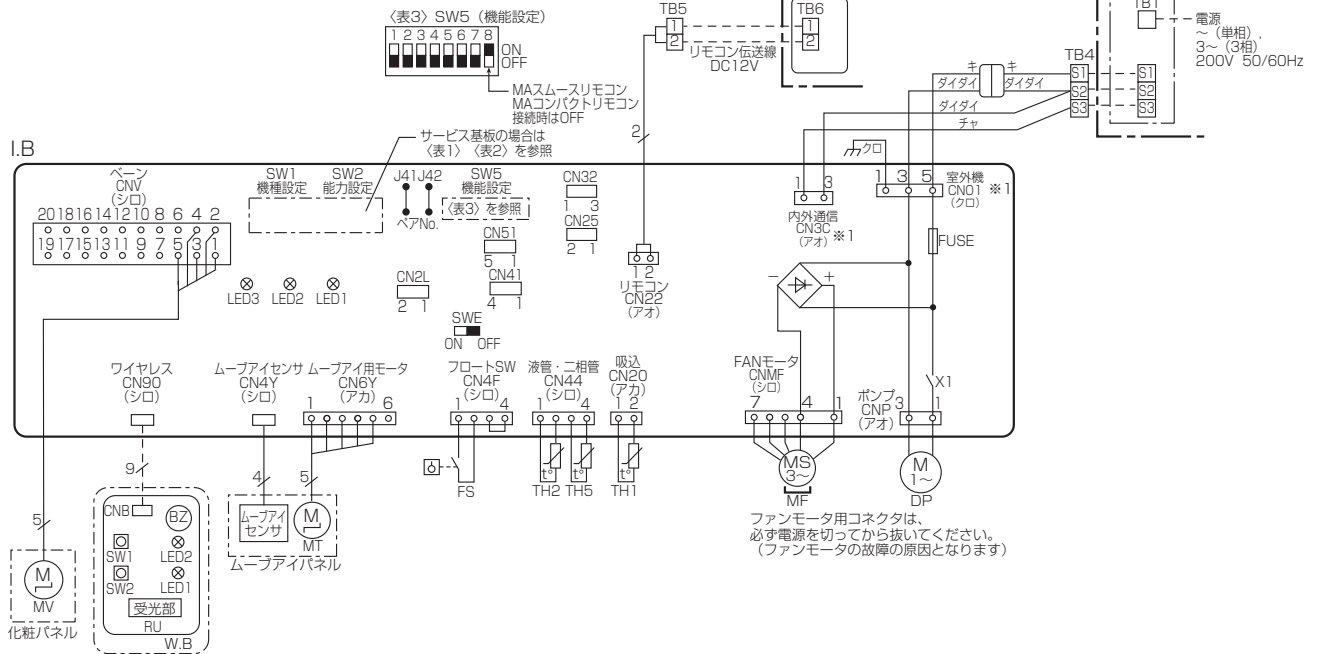 〈表3〉SW5（機能設定）
1 2 3 4 5 6 7 8
ON
OFF
MAスムースリモコン
MAコンパクトリモコン
接続時はOFF
TB5
1
2
TB6
1
2
リモコン伝送線
DC12V
2
TB1
電源
～（単相）,
3～（3相）
200V 50/60Hz
TB4
S1 S1
S2 S2
S3 S3
キ キ
ダイダイ ダイダイ
ダイダイ
チャ
I.B
サービス基板の場合は
〈表1〉〈表2〉を参照
ベーン
CNV
（シロ）
20 18 16 14 12 10 8 6 4 2
19 17 15 13 11 9 7 5 3 1
SW1
機種設定
SW2
能力設定
J41 J42
ペアNo.
SW5
機能設定
〈表3〉を参照
CN32
1 3
CN25
2 1
CN51
5 1
CN41
4 1
CN2L
2 1
LED3 LED2 LED1
SWE
ON OFF
1 2
リモコン
CN22
（アオ）
クロ
1 3
内外通信
CN3C
（アオ）※1
1 3 5
室外機
CN01 ※1
（クロ）
FUSE
− +
X1
ワイヤレス
CN90
（シロ）
ムーブアイセンサ
CN4Y
（シロ）
ムーブアイ用モータ
CN6Y
（アカ）
1 6
フロートSW
CN4F
（シロ）
1 4
液管・二相管
CN44
（シロ）
1 4
吸込
CN20
（アカ）
1 2
FANモータ
CNMF
（シロ）
7 4 1
ポンプ
CNP
（アオ）
3 1
5
M
MV
化粧パネル
9
CNB
BZ
SW1
LED2
SW2
LED1
受光部
RU
W.B
4
5
ムーブアイ
センサ
M
MT
ムーブアイパネル
FS
t° t° t°
TH2 TH5 TH1
MS
3～
MF
M
1～
DP
ファンモータ用コネクタは、
必ず電源を切ってから抜いてください。
（ファンモータの故障の原因となります）